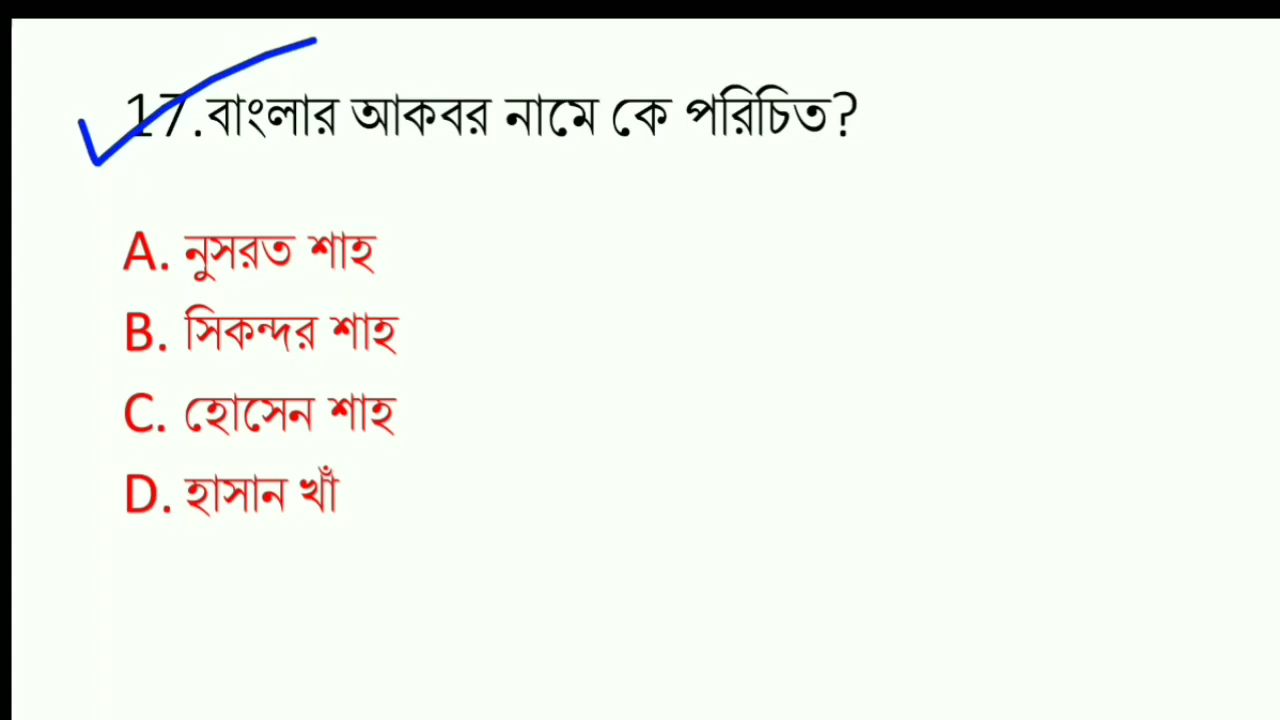 17.বাংলার আকবর নামে কে পরিচিত?
A. নুসরত শাহ
B. সিকন্দর শাহ
C. হোসেন শাহ
D. হাসান খাঁ